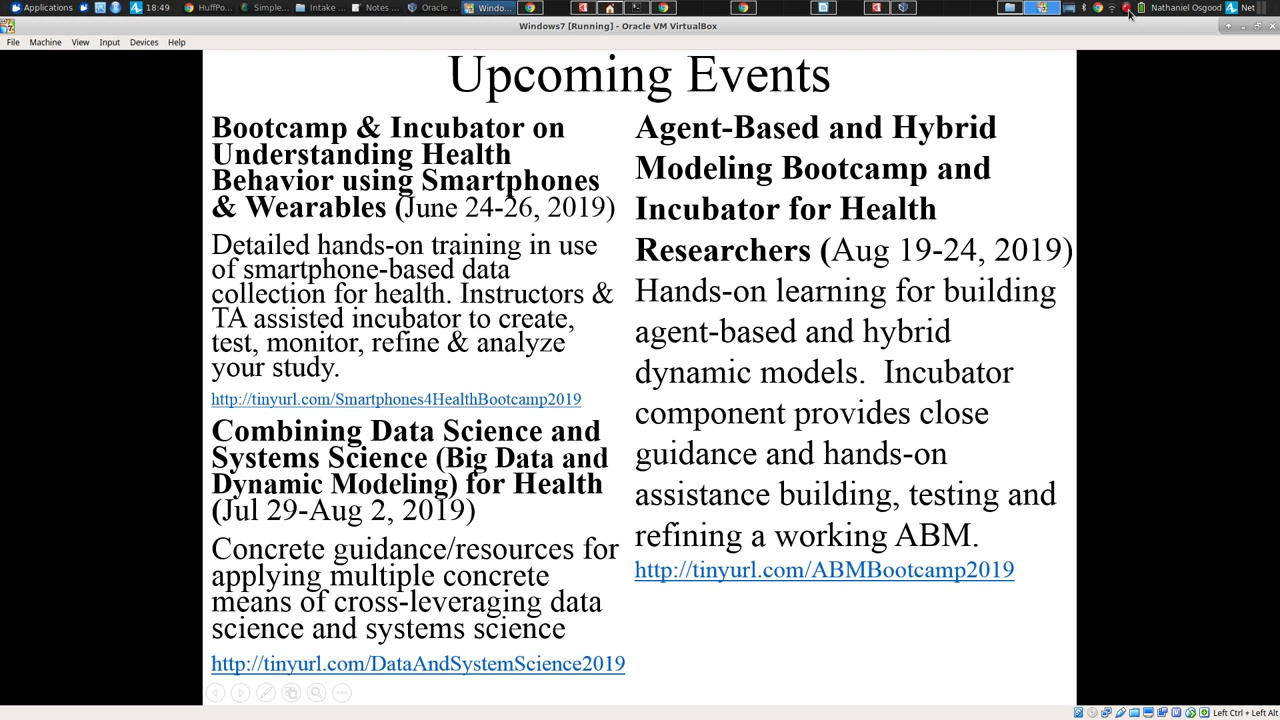 Applications
18:49
HuffPo
Simple
Intake
Notes
Oracle
Windo
Nathaniel Osgood
Net
Windows7 [Running] - Oracle VM VirtualBox
File Machine View Input Devices Help
Upcoming Events
Bootcamp & Incubator on
Understanding Health
Behavior using Smartphones
& Wearables (June 24-26, 2019)
Detailed hands-on training in use
of smartphone-based data
collection for health. Instructors &
TA assisted incubator to create,
test, monitor, refine & analyze
your study.
http://tinyurl.com/Smartphones4HealthBootcamp2019
Combining Data Science and
Systems Science (Big Data and
Dynamic Modeling) for Health
(Jul 29-Aug 2, 2019)
Concrete guidance/resources for
applying multiple concrete
means of cross-leveraging data
science and systems science
http://tinyurl.com/DataAndSystemScience2019
Agent-Based and Hybrid
Modeling Bootcamp and
Incubator for Health
Researchers (Aug 19-24, 2019)
Hands-on learning for building
agent-based and hybrid
dynamic models.  Incubator
component provides close
guidance and hands-on
assistance building, testing and
refining a working ABM.
http://tinyurl.com/ABMBootcamp2019
Left Ctrl + Left Alt